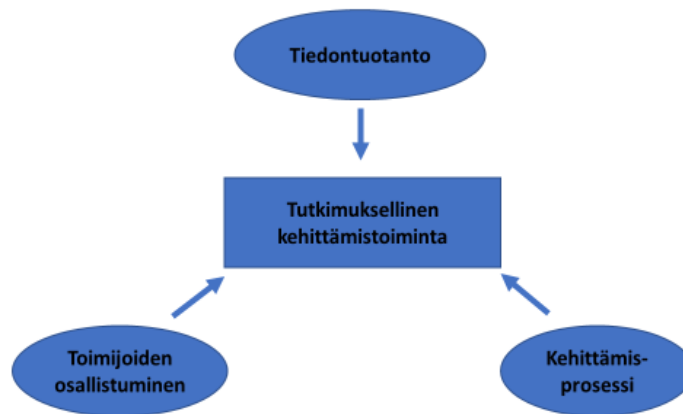 Tiedontuotanto
Tutkimuksellinen
kehittämistoiminta
Toimijoiden
osallistuminen
Kehittämis-
prosessi